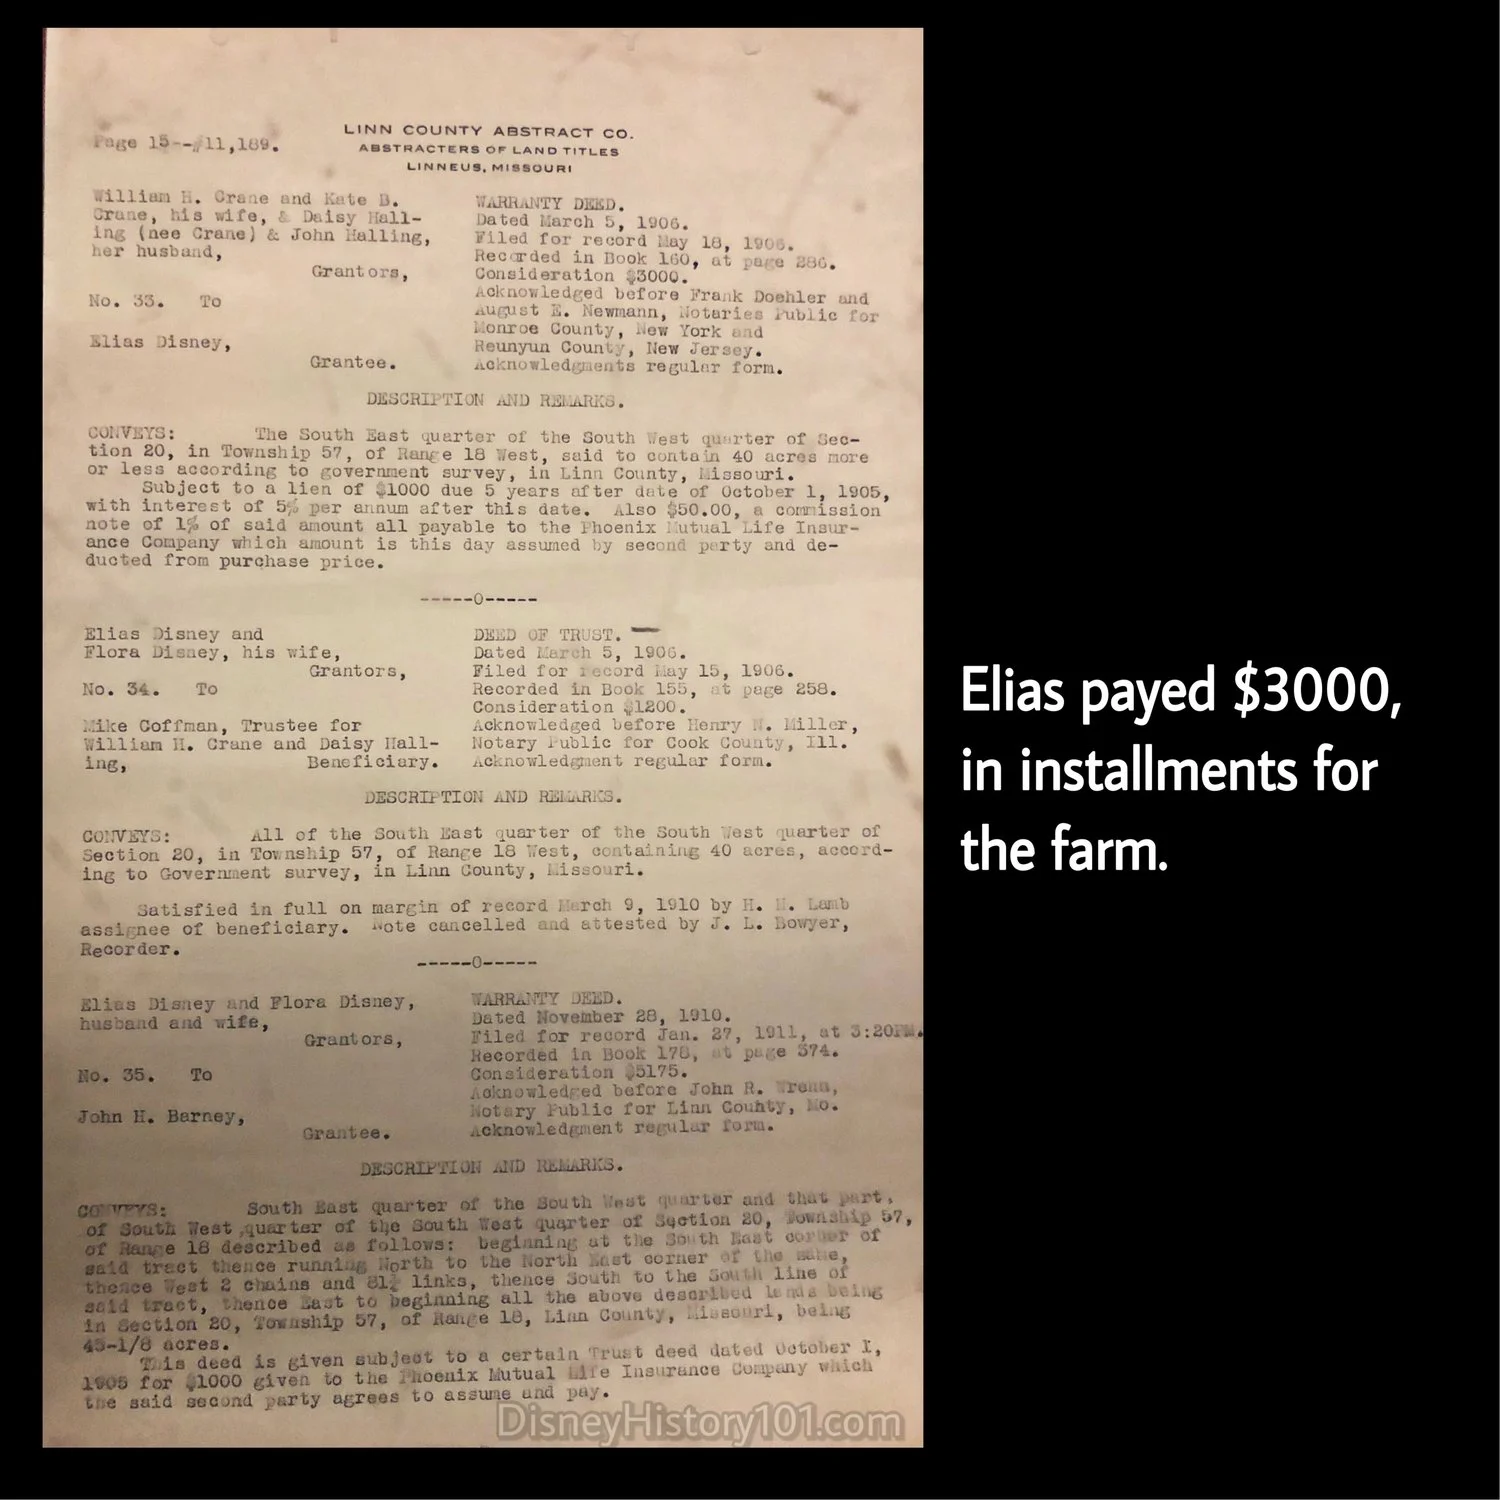 Page 15--#11,189.
LINN COUNTY ABSTRACT CO.
ABSTRACTERS OF LAND TITLES
LINNEUS, MISSOURI
William H. Crane and Kate B.
Crane, his wife, & Daisy Hall-
ing (nee Crane) & John Halling,
her husband,
Grantors,
No. 33. To
Elias Disney,
Grantee.
WARRANTY DEED.
Dated March 5, 1906.
Filed for record May 18, 1906.
Recorded in Book 160, at page 286.
Consideration $3000.
Acknowledged before Frank Doehler and
August E. Newmann, Notaries Public for
Monroe County, New York and
Reunyun County, New Jersey.
Acknowledgments regular form.
DESCRIPTION AND REMARKS.
CONVEYS: The South East quarter of the South West quarter of Sec-
tion 20, in Township 57, of Range 18 West, said to contain 40 acres more
or less according to government survey, in Linn County, Missouri.
Subject to a lien of $1000 due 5 years after date of October 1, 1905,
with interest of 5% per annum after this date. Also $50.00, a commission
note of 1% of said amount all payable to the Phoenix Mutual Life Insur-
ance Company which amount is this day assumed by second party and de-
ducted from purchase price.
-----0-----
Elias Disney and
Flora Disney, his wife,
Grantors,
No. 34. To
Mike Coffman, Trustee for
William H. Crane and Daisy Hall-
ing, Beneficiary.
DEED OF TRUST.
Dated March 5, 1906.
Filed for record May 15, 1906.
Recorded in Book 155, at page 258.
Consideration $1200.
Acknowledged before Henry N. Miller,
Notary Public for Cook County, Ill.
Acknowledgment regular form.
DESCRIPTION AND REMARKS.
CONVEYS: All of the South East quarter of the South West quarter of
Section 20, in Township 57, of Range 18 West, containing 40 acres, accord-
ing to Government survey, in Linn County, Missouri.
Satisfied in full on margin of record March 9, 1910 by H. Lamb
assignee of beneficiary. Note cancelled and attested by J. L. Bowyer,
Recorder.
-----0-----
Elias Disney and Flora Disney,
husband and wife,
Grantors,
No. 35. To
John H. Barney,
Grantee.
WARRANTY DEED.
Dated November 28, 1910.
Filed for record Jan. 27, 1911, at 3:20PM.
Recorded in Book 178, at page 374.
Consideration $5175.
Acknowledged before John R. Wrenn,
Notary Public for Linn County, Mo.
Acknowledgment regular form.
DESCRIPTION AND REMARKS.
CONVEYS: South East quarter of the South West quarter and that part,
of South West quarter of the South West quarter of Section 20, Township 57,
of Range 18 described as follows: beginning at the South East corner of
said tract thence running North to the North East corner of the same,
thence West 2 chains and 81½ links, thence South to the South line of
said tract, thence East to beginning all the above described lands being
in Section 20, Township 57, of Range 18, Linn County, Missouri, being
45-1/8 acres.
This deed is given subject to a certain Trust deed dated October I,
1905 for $1000 given to the Phoenix Mutual Life Insurance Company which
the said second party agrees to assume and pay.
DisneyHistory101.com
Elias payed $3000,
in installments for
the farm.